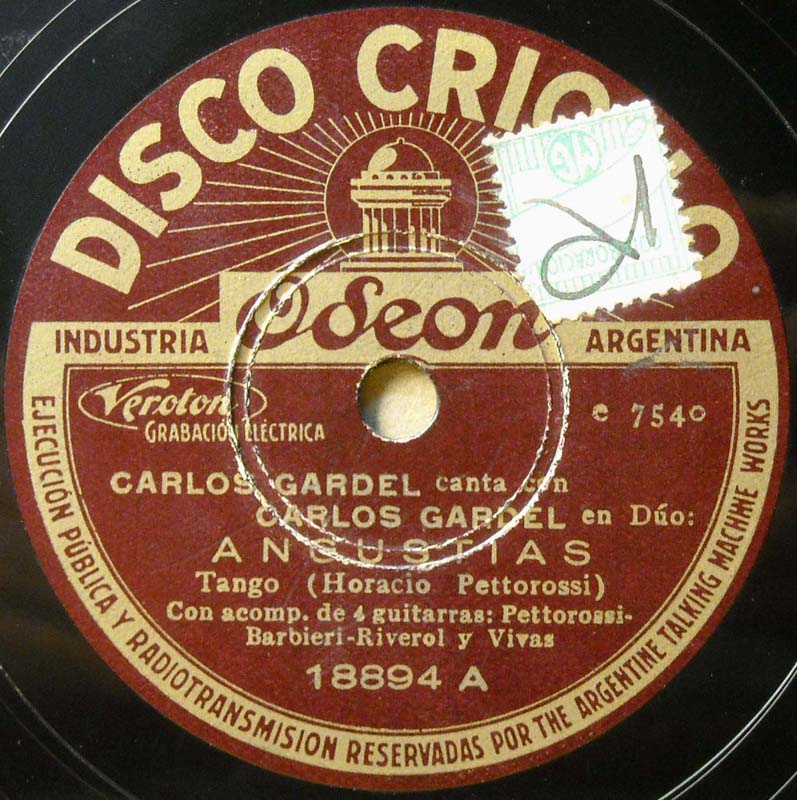 DISCO CRIO
Odeon
INDUSTRIA ARGENTINA
Veroton
GRABACIÓN ELÉCTRICA
e 7540
CARLOS GARDEL canta con
CARLOS GARDEL en Dúo:
ANGUSTIAS
Tango (Horacio Pettorossi)
Con acomp. de 4 guitarras: Pettorossi-
Barbieri-Riverol y Vivas
18894 A
EJECUCIÓN PÚBLICA Y RADIOTRANSMISION RESERVADAS POR THE ARGENTINE TALKING MACHINE WORKS